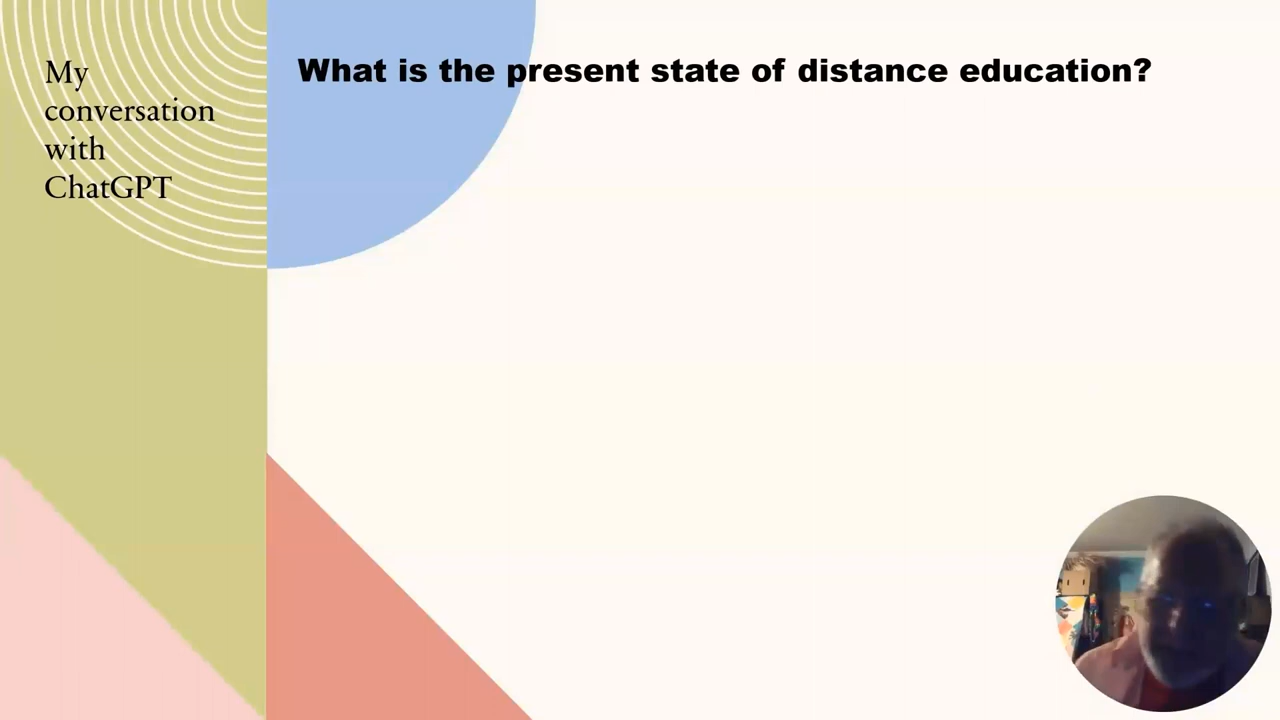 My
conversation
with
ChatGPT
What is the present state of distance education?